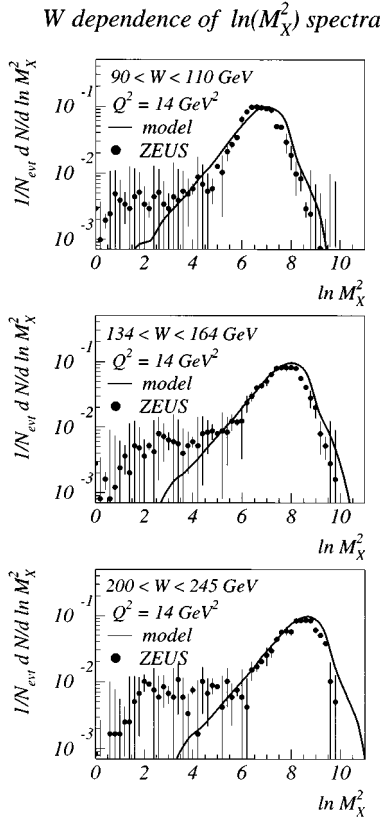 W dependence of ln(M_X^2) spectra
1/N_evt d N/d ln M_X^2
90 < W < 110 GeV
Q^2 = 14 GeV^2
model
ZEUS
10^-1
10^-2
10^-3
0 2 4 6 8 10
ln M_X^2
1/N_evt d N/d ln M_X^2
134 < W < 164 GeV
Q^2 = 14 GeV^2
model
ZEUS
10^-1
10^-2
10^-3
0 2 4 6 8 10
ln M_X^2
1/N_evt d N/d ln M_X^2
200 < W < 245 GeV
Q^2 = 14 GeV^2
model
ZEUS
10^-1
10^-2
10^-3
0 2 4 6 8 10
ln M_X^2